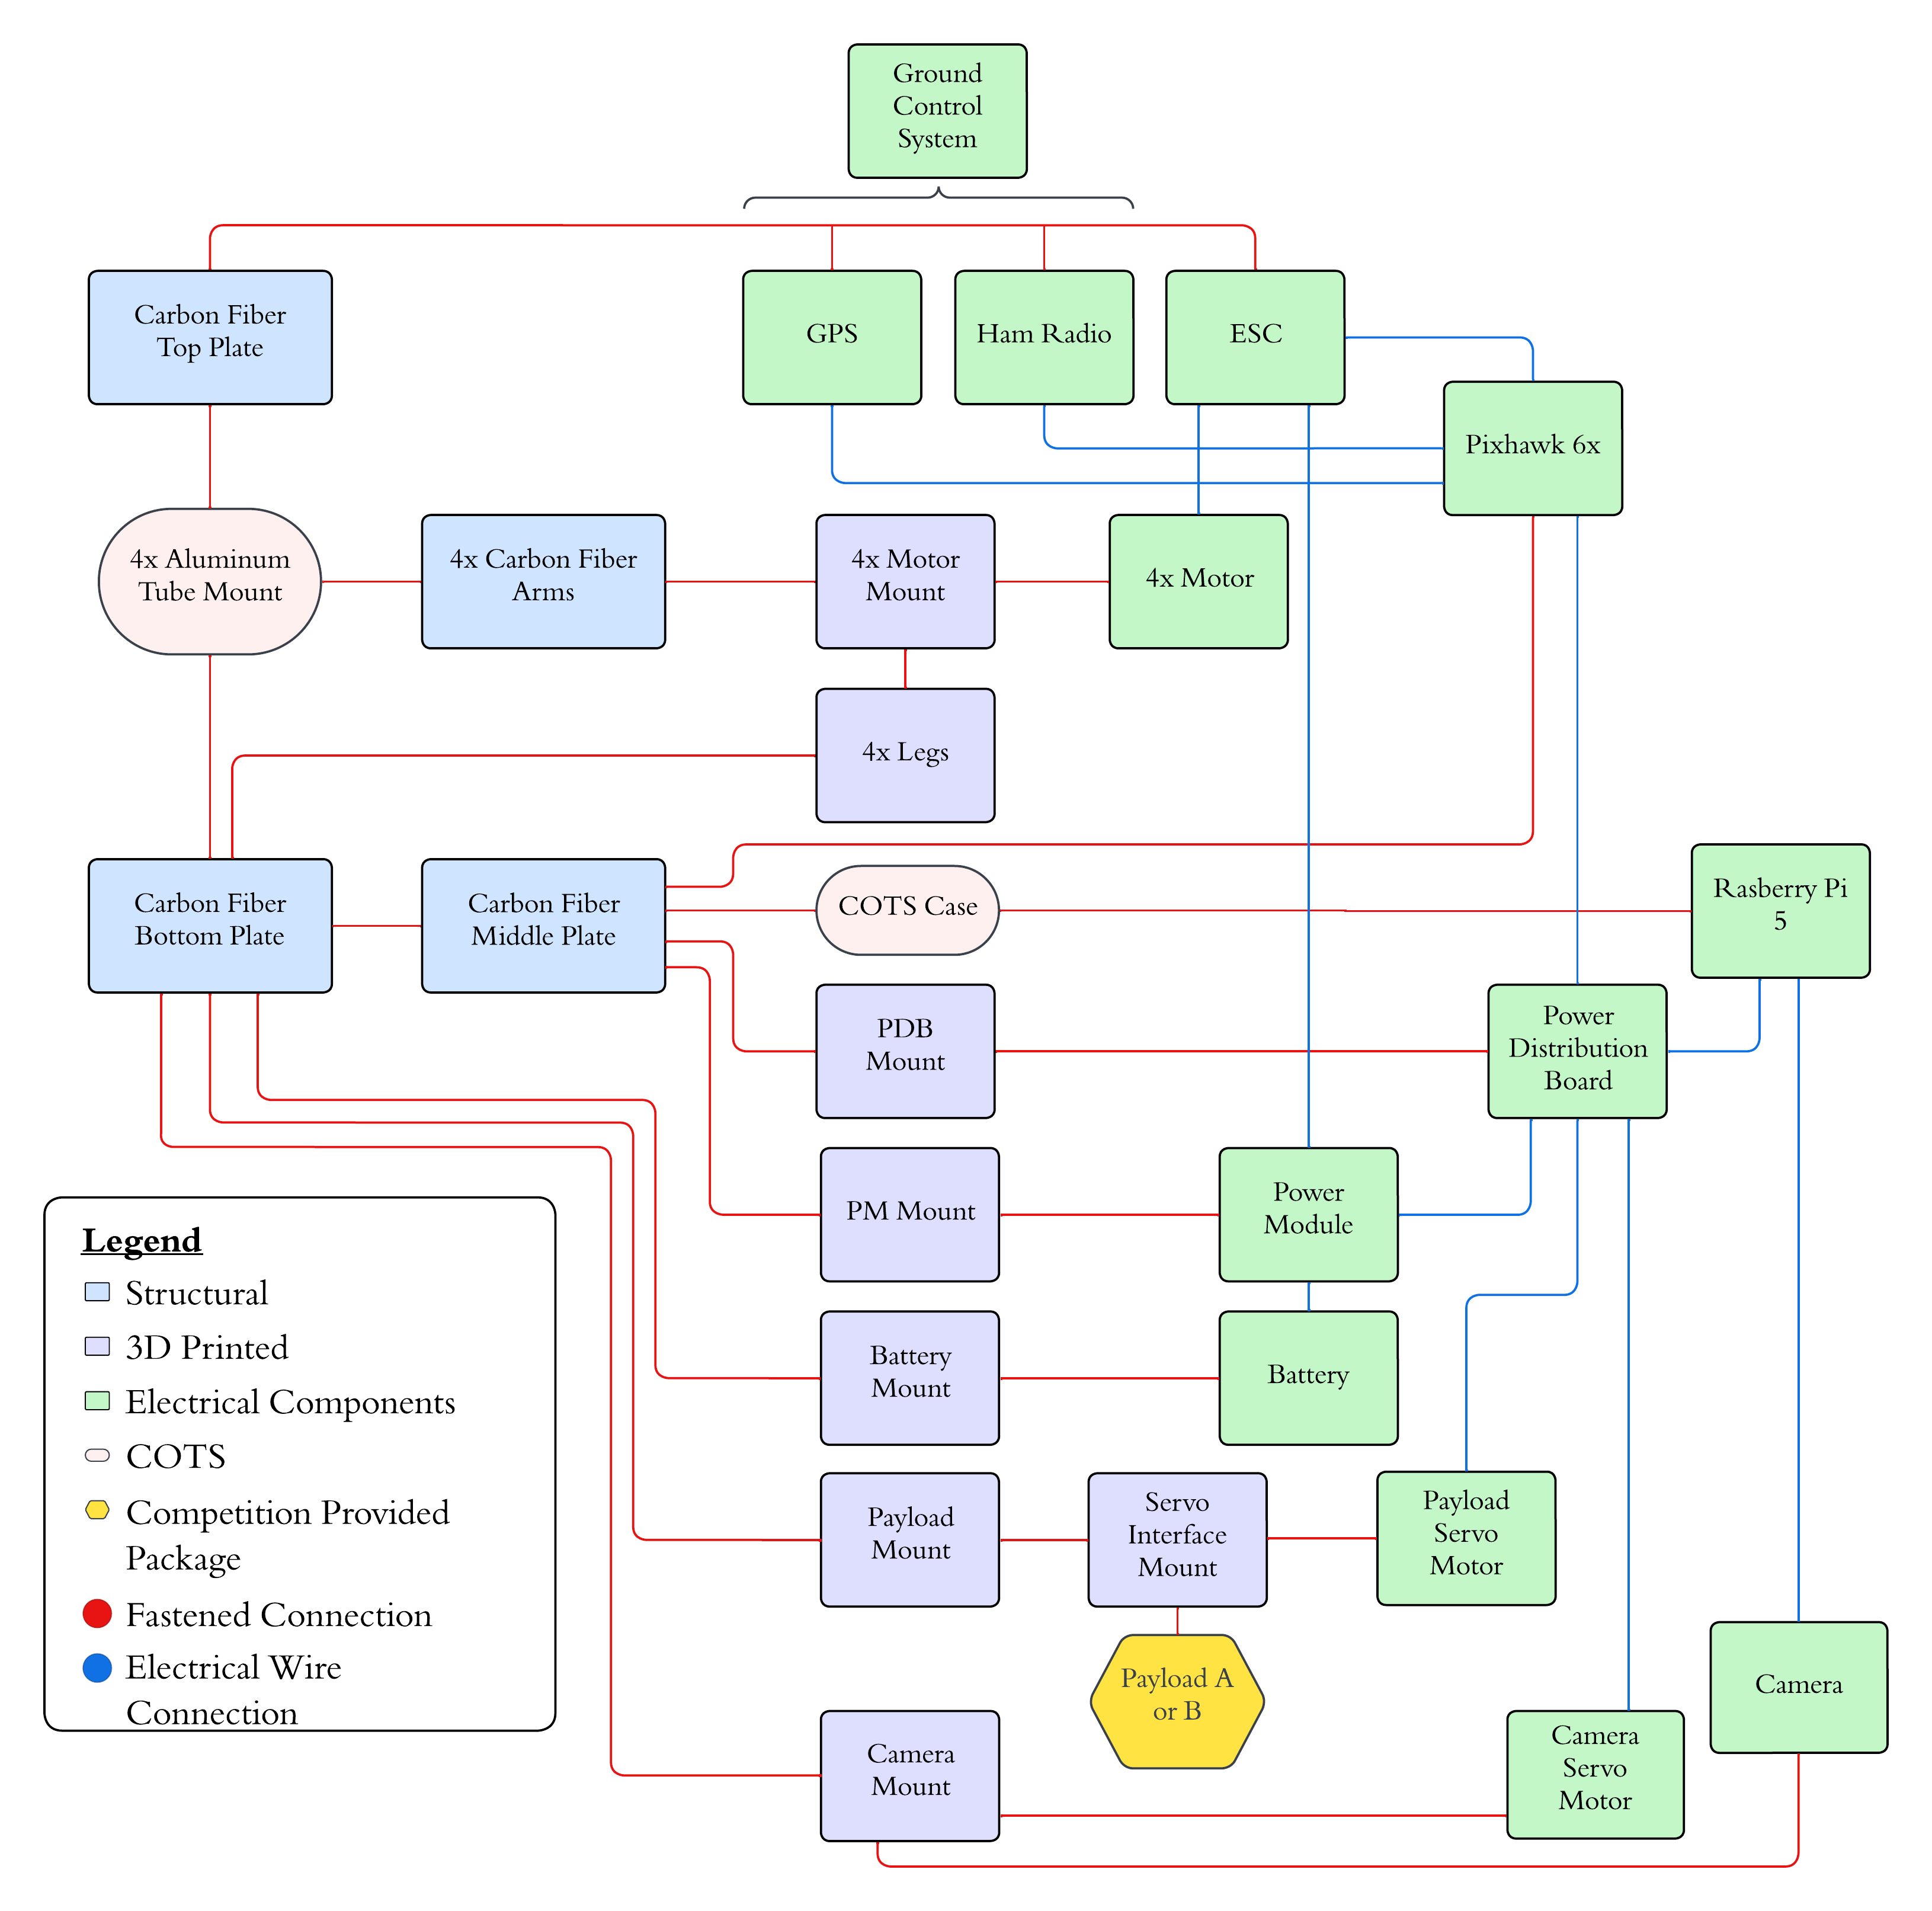 Ground
Control
System
Carbon Fiber
Top Plate
GPS
Ham Radio
ESC
Pixhawk 6x
4x Aluminum
Tube Mount
4x Carbon Fiber
Arms
4x Motor
Mount
4x Motor
4x Legs
Carbon Fiber
Bottom Plate
Carbon Fiber
Middle Plate
COTS Case
Rasberry Pi
5
PDB
Mount
Power
Distribution
Board
PM Mount
Power
Module
Battery
Mount
Battery
Payload
Mount
Servo
Interface
Mount
Payload
Servo
Motor
Payload A
or B
Camera
Camera
Mount
Camera
Servo
Motor
Legend
Structural
3D Printed
Electrical Components
COTS
Competition Provided
Package
Fastened Connection
Electrical Wire
Connection